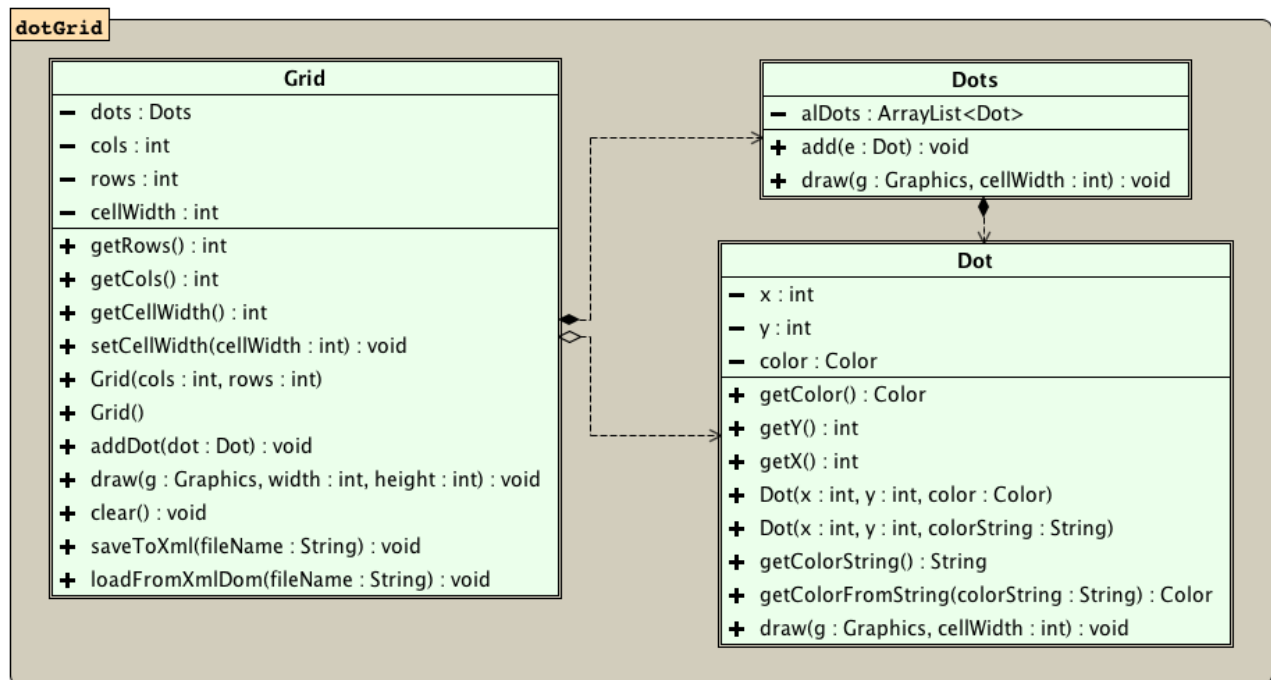 dotGrid
Grid
− dots : Dots
− cols : int
− rows : int
− cellWidth : int
+ getRows() : int
+ getCols() : int
+ getCellWidth() : int
+ setCellWidth(cellWidth : int) : void
+ Grid(cols : int, rows : int)
+ Grid()
+ addDot(dot : Dot) : void
+ draw(g : Graphics, width : int, height : int) : void
+ clear() : void
+ saveToXml(fileName : String) : void
+ loadFromXmlDom(fileName : String) : void
Dots
− alDots : ArrayList<Dot>
+ add(e : Dot) : void
+ draw(g : Graphics, cellWidth : int) : void
Dot
− x : int
− y : int
− color : Color
+ getColor() : Color
+ getY() : int
+ getX() : int
+ Dot(x : int, y : int, color : Color)
+ Dot(x : int, y : int, colorString : String)
+ getColorString() : String
+ getColorFromString(colorString : String) : Color
+ draw(g : Graphics, cellWidth : int) : void